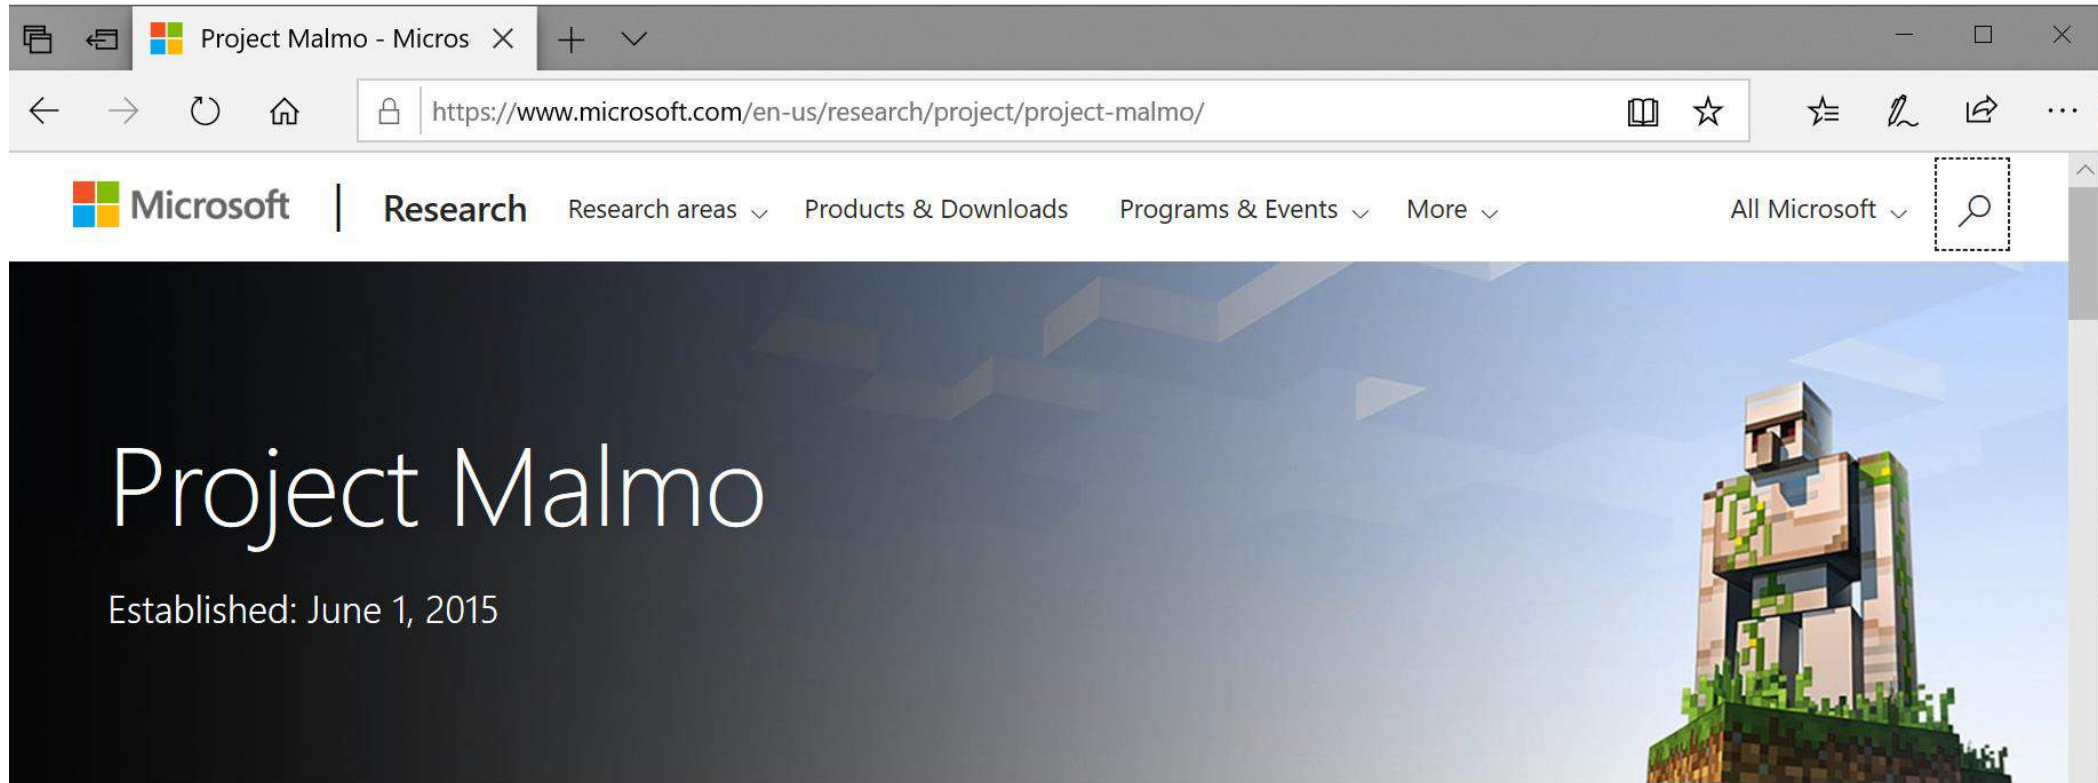 Project Malmo - Micros
https://www.microsoft.com/en-us/research/project/project-malmo/
Microsoft | Research Research areas Products & Downloads Programs & Events More All Microsoft
Project Malmo
Established: June 1, 2015